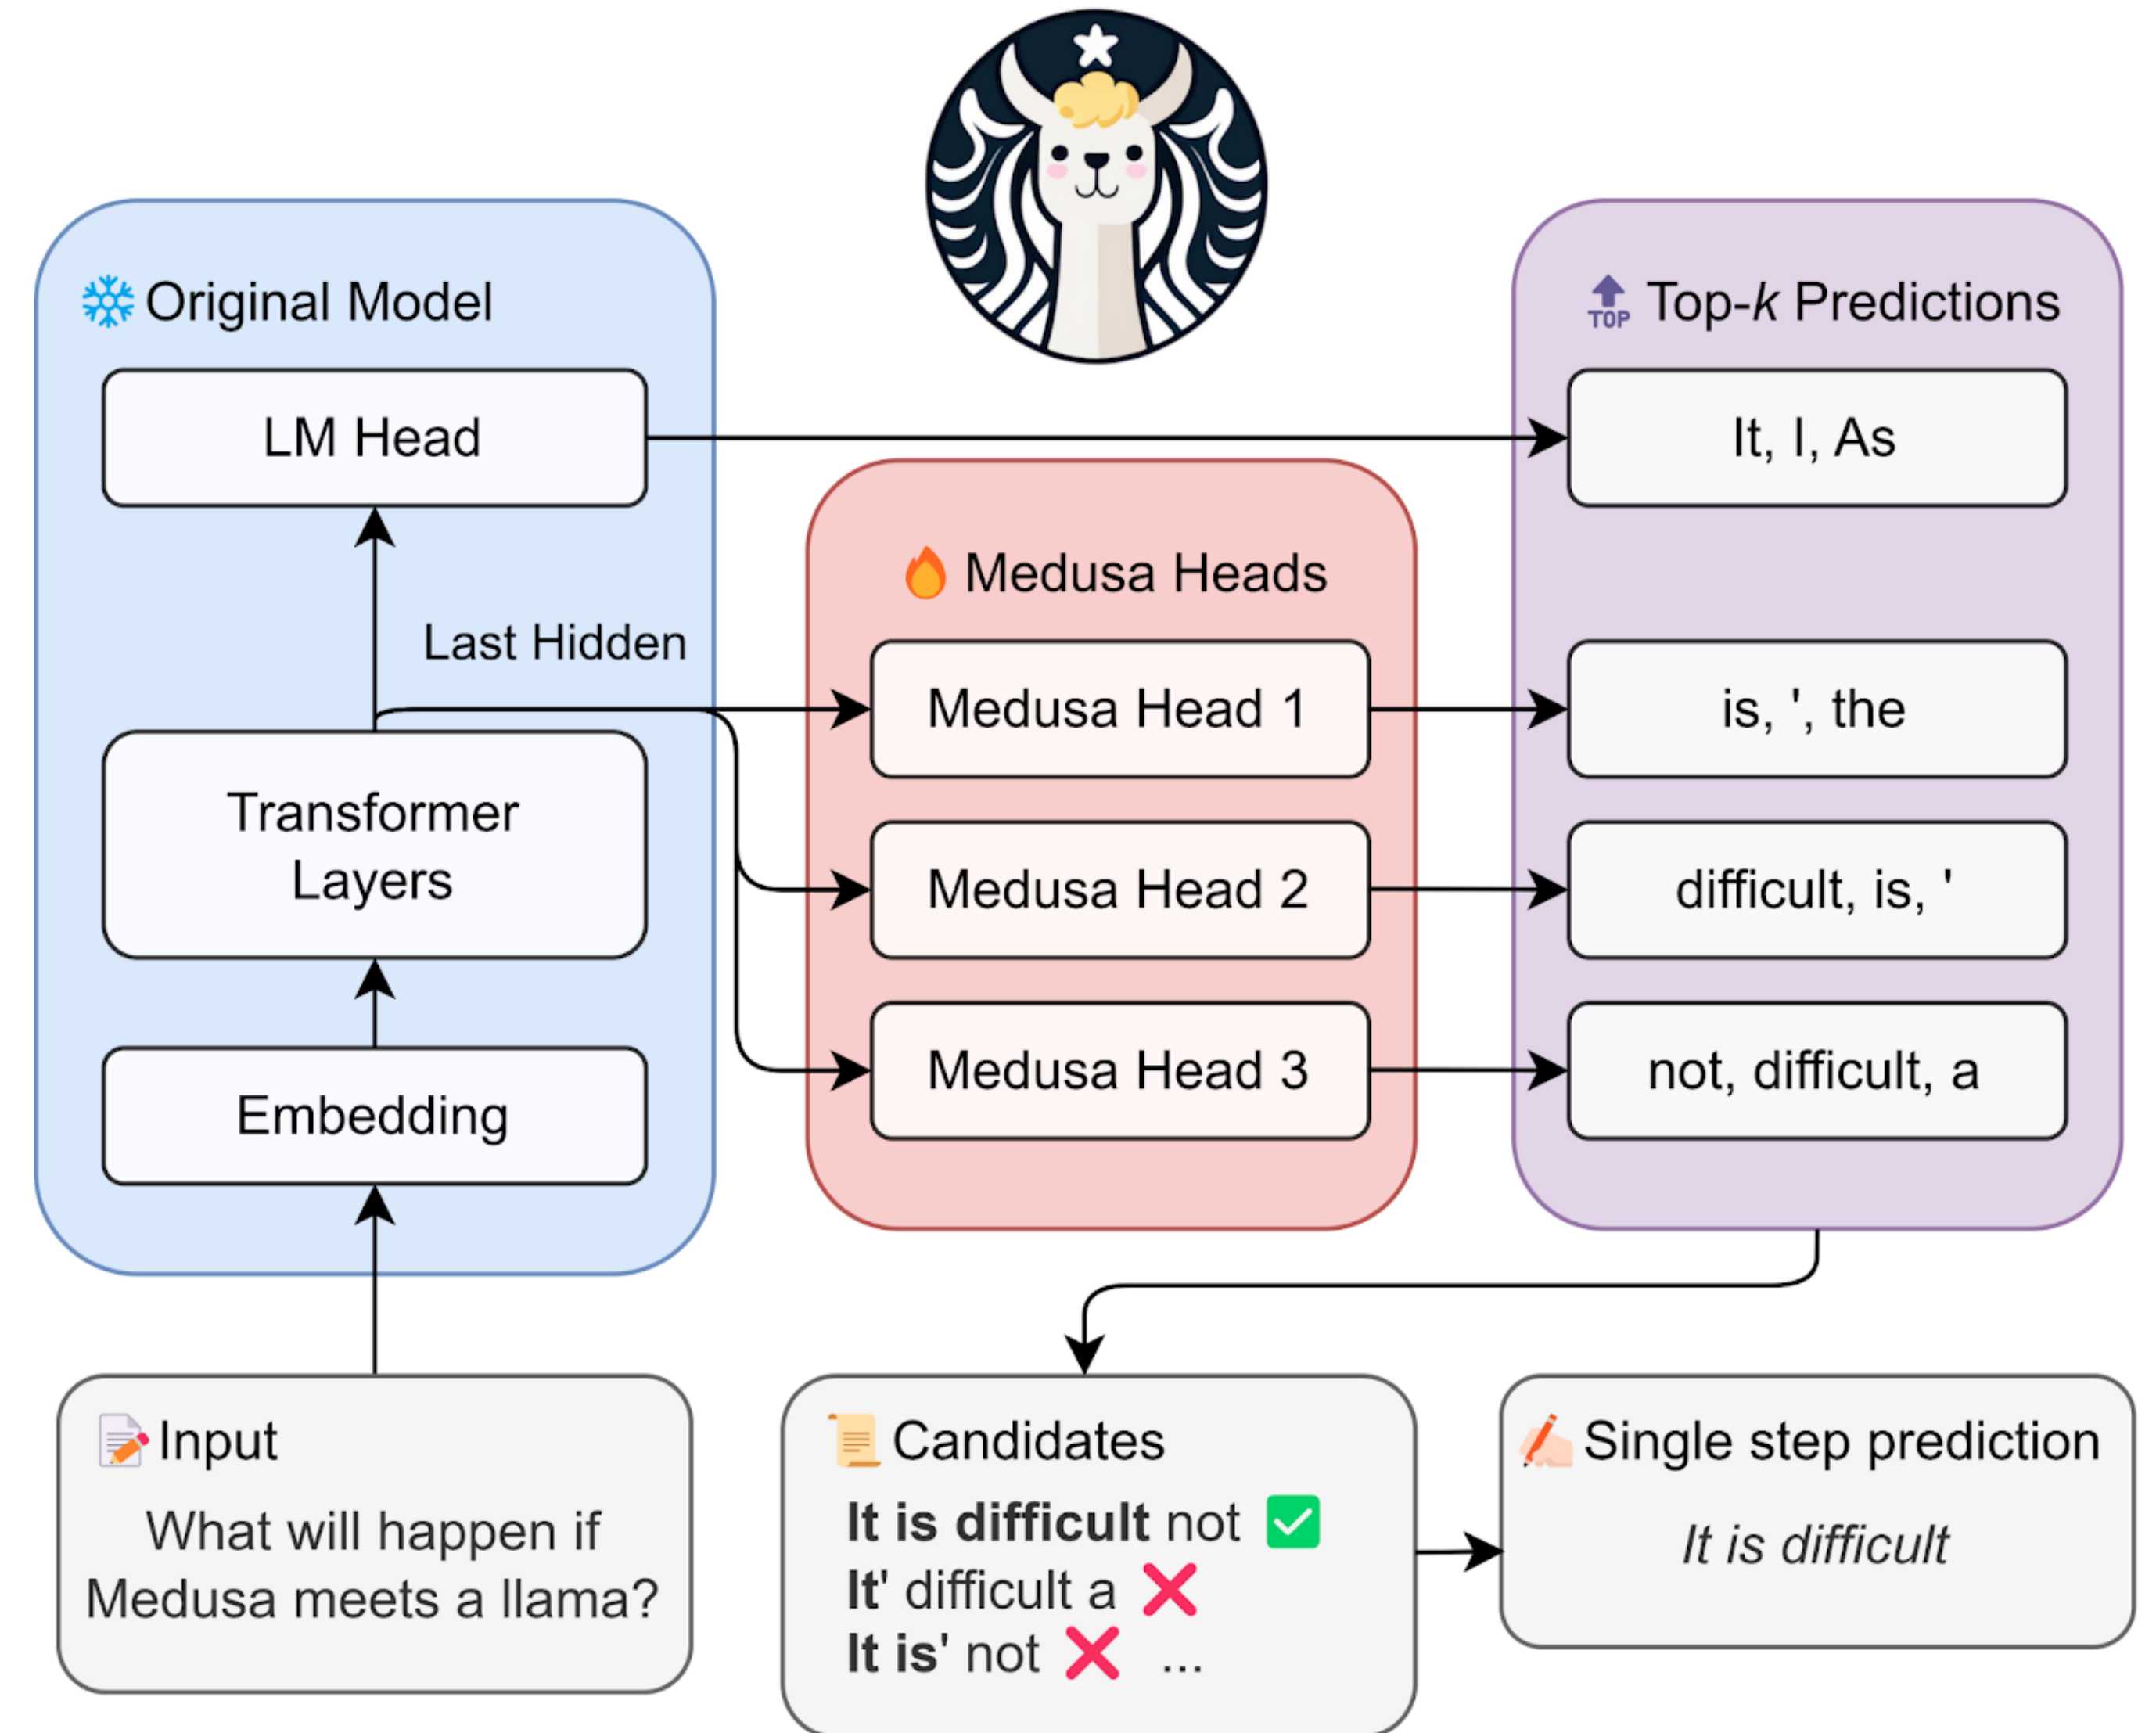 Original Model
LM Head
Last Hidden
Transformer
Layers
Embedding
Medusa Heads
Medusa Head 1
Medusa Head 2
Medusa Head 3
TOP
Top-k Predictions
It, I, As
is, ', the
difficult, is, '
not, difficult, a
Input
What will happen if
Medusa meets a llama?
Candidates
It is difficult not ✅
It' difficult a ❌
It is' not ❌ ...
Single step prediction
It is difficult